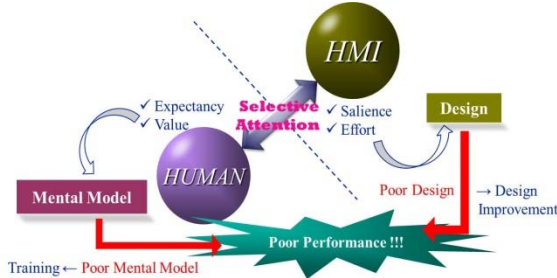 HMI
✓ Expectancy
✓ Value
Selective
Attention
✓ Salience
✓ Effort
Design
HUMAN
Mental Model
Poor Design
→ Design
Improvement
Poor Performance !!!
Training ← Poor Mental Model